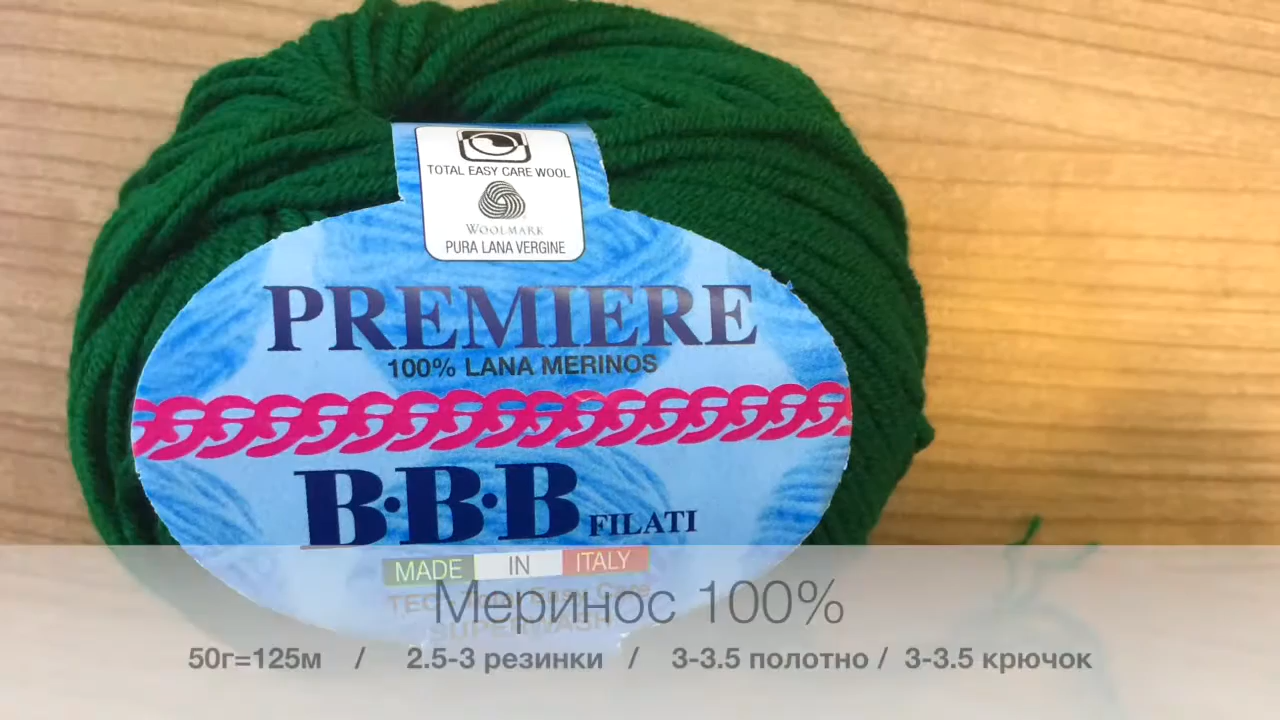 TOTAL EASY CARE WOOL
WOOLMARK
PURA LANA VERGINE
PREMIERE
100% LANA MERINOS
B•B•B FILATI
MADE IN ITALY
Меринос 100%
SUPERWASH
50г=125м / 2.5-3 резинки / 3-3.5 полотно / 3-3.5 крючок